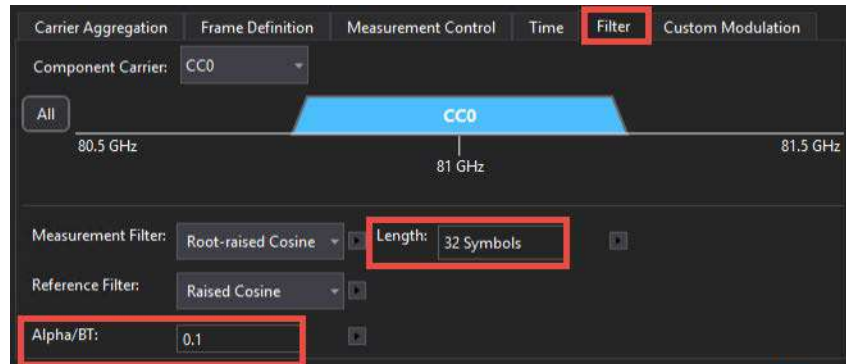 Carrier Aggregation Frame Definition Measurement Control Time Filter Custom Modulation
Component Carrier: CC0
All CC0
80.5 GHz 81 GHz 81.5 GHz
Measurement Filter: Root-raised Cosine Length: 32 Symbols
Reference Filter: Raised Cosine
Alpha/BT: 0.1